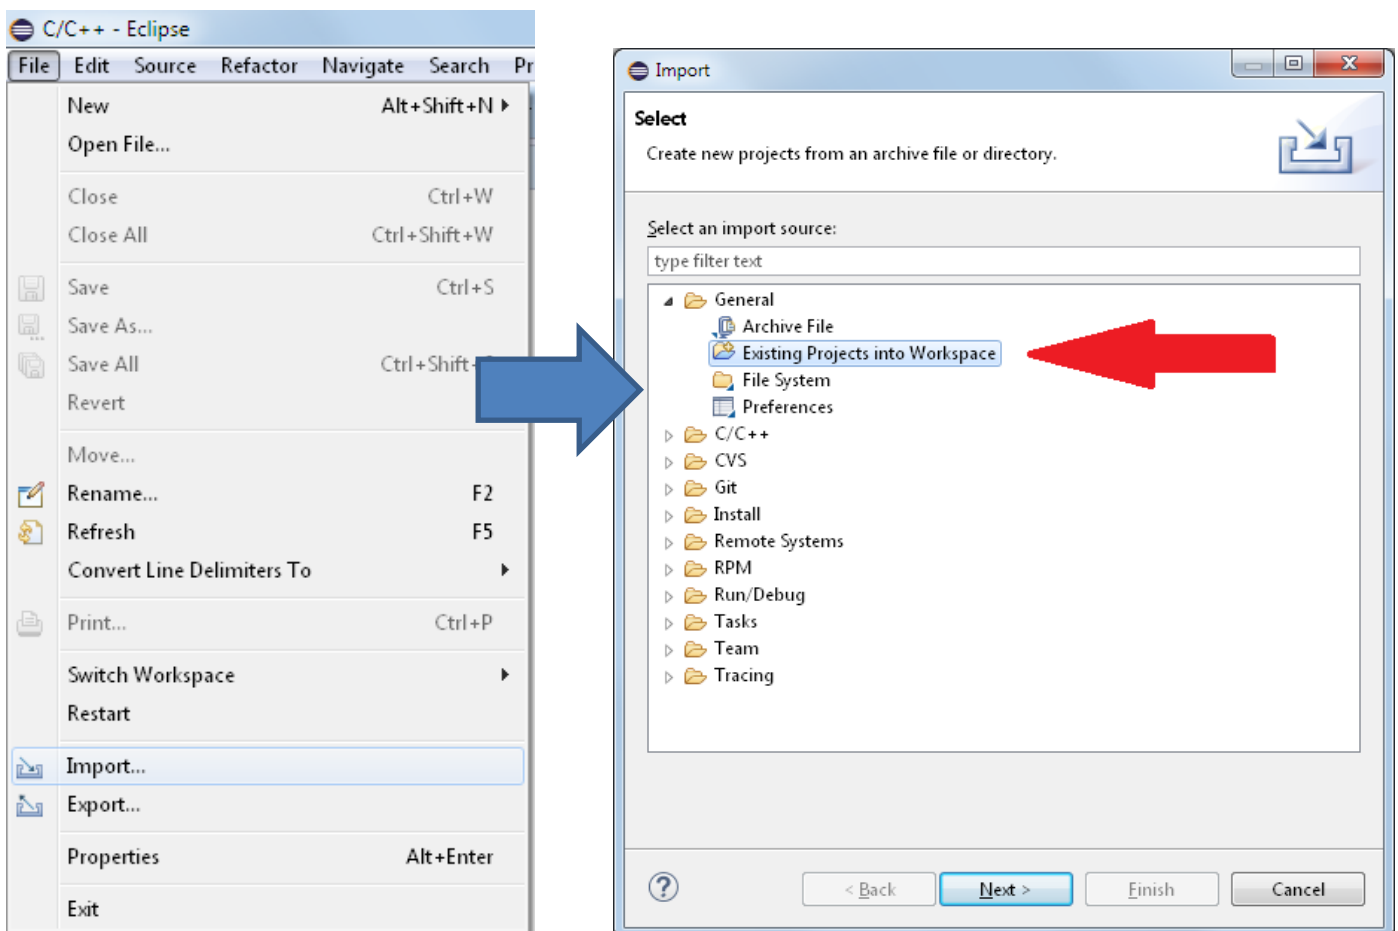 C/C++ - Eclipse
File Edit Source Refactor Navigate Search
New Alt+Shift+N
Open File...
Close Ctrl+W
Close All Ctrl+Shift+W
Save Ctrl+S
Save As...
Save All Ctrl+Shift
Revert
Move...
Rename... F2
Refresh F5
Convert Line Delimiters To
Print... Ctrl+P
Switch Workspace
Restart
Import...
Export...
Properties Alt+Enter
Exit
Import
Select
Create new projects from an archive file or directory.
Select an import source:
type filter text
General
Archive File
Existing Projects into Workspace
File System
Preferences
C/C++
CVS
Git
Install
Remote Systems
RPM
Run/Debug
Tasks
Team
Tracing
< Back Next > Finish Cancel